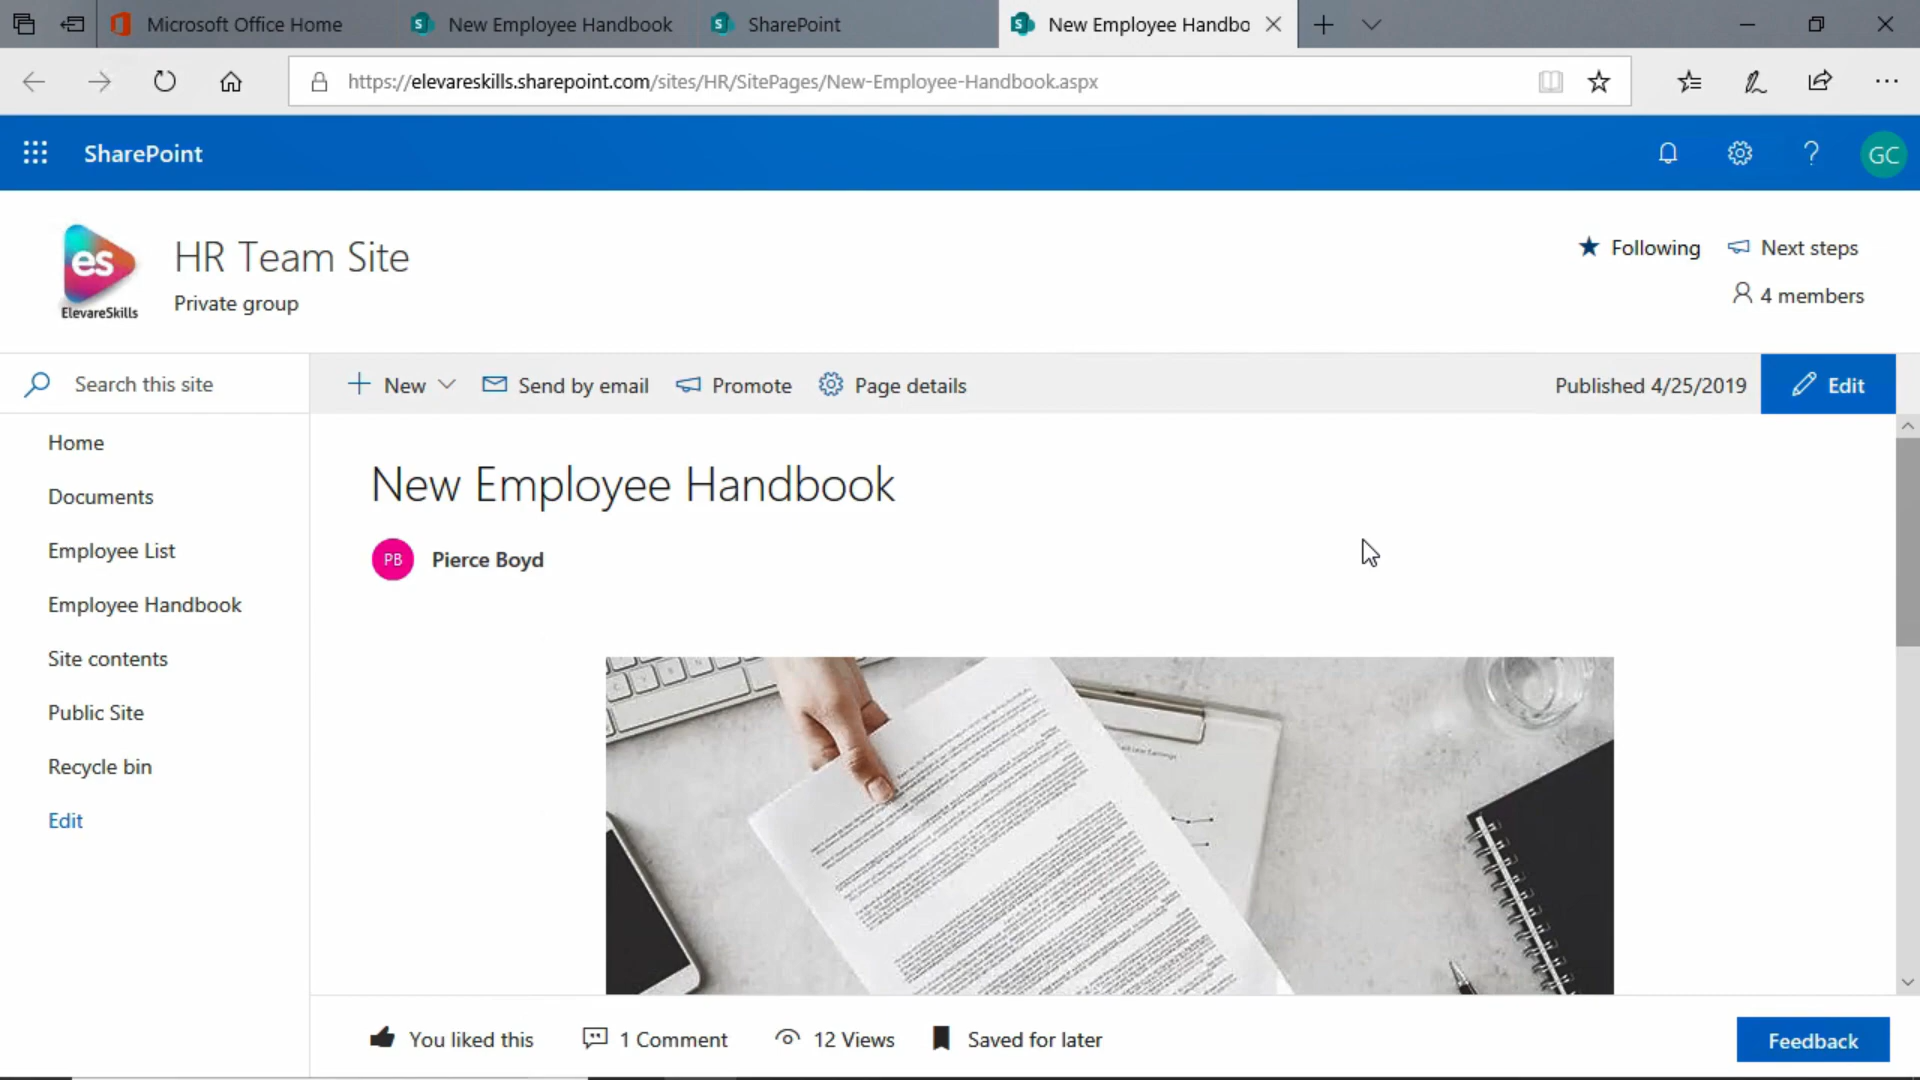 Microsoft Office Home
New Employee Handbook
SharePoint
New Employee Handbo
https://elevareskills.sharepoint.com/sites/HR/SitePages/New-Employee-Handbook.aspx
SharePoint
GC
es
ElevareSkills
HR Team Site
Private group
Following
Next steps
4 members
Search this site
New
Send by email
Promote
Page details
Published 4/25/2019
Edit
Home
Documents
Employee List
Employee Handbook
Site contents
Public Site
Recycle bin
Edit
New Employee Handbook
PB
Pierce Boyd
You liked this
1 Comment
12 Views
Saved for later
Feedback